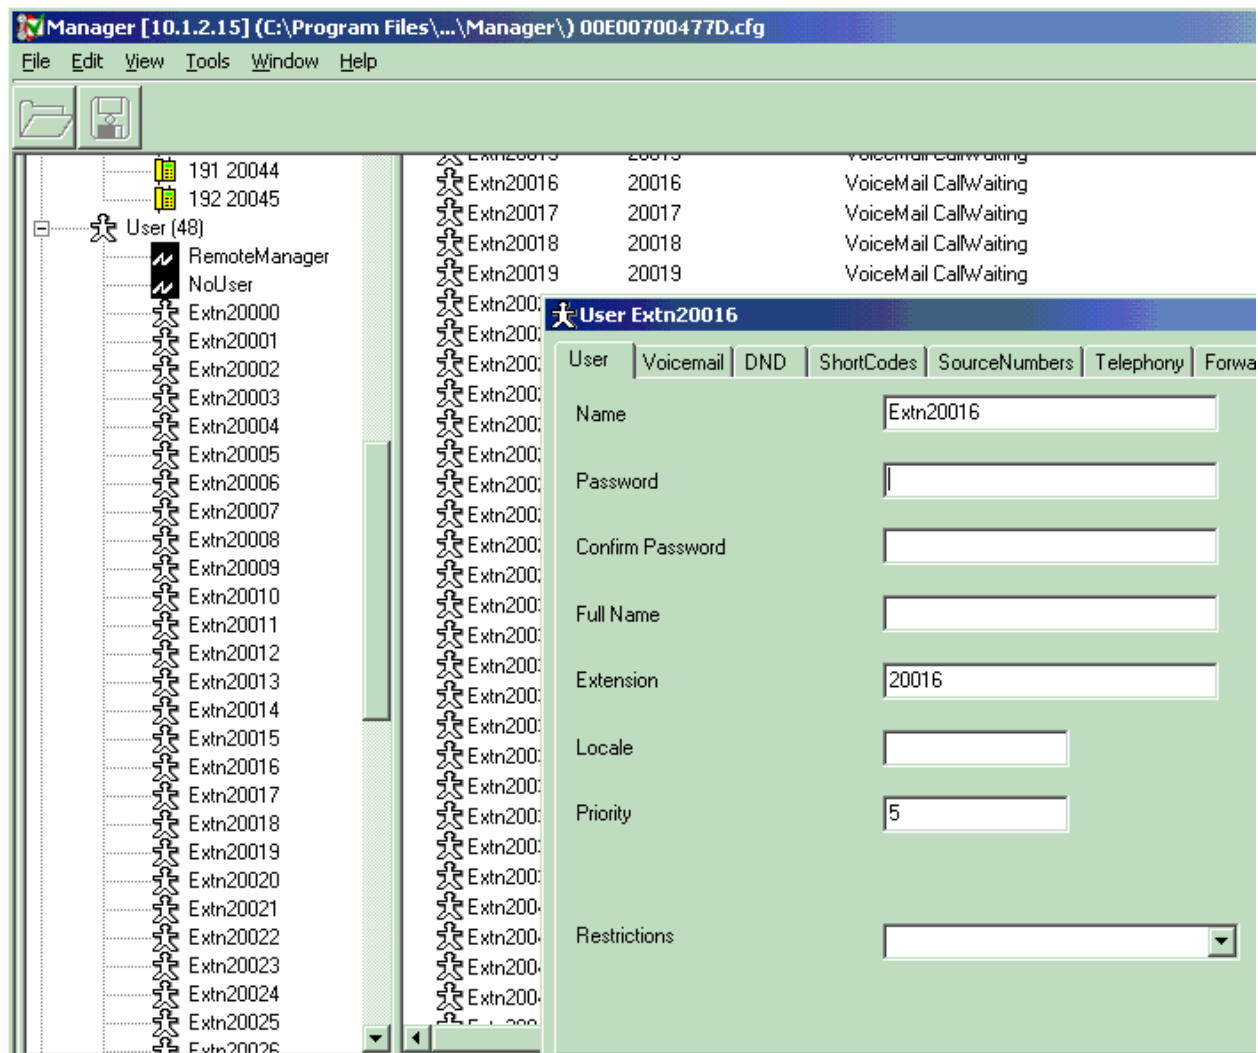 Manager [10.1.2.15] (C:\Program Files\...\Manager\) 00E00700477D.cfg
File Edit View Tools Window Help
191 20044
192 20045
User (48)
RemoteManager
NoUser
Extn20000
Extn20001
Extn20002
Extn20003
Extn20004
Extn20005
Extn20006
Extn20007
Extn20008
Extn20009
Extn20010
Extn20011
Extn20012
Extn20013
Extn20014
Extn20015
Extn20016
Extn20017
Extn20018
Extn20019
Extn20020
Extn20021
Extn20022
Extn20023
Extn20024
Extn20025
Extn20026
Extn20016 20016 VoiceMail CallWaiting
Extn20017 20017 VoiceMail CallWaiting
Extn20018 20018 VoiceMail CallWaiting
Extn20019 20019 VoiceMail CallWaiting
User Extn20016
User Voicemail DND ShortCodes SourceNumbers Telephony Forwa
Name Extn20016
Password
Confirm Password
Full Name
Extension 20016
Locale
Priority 5
Restrictions